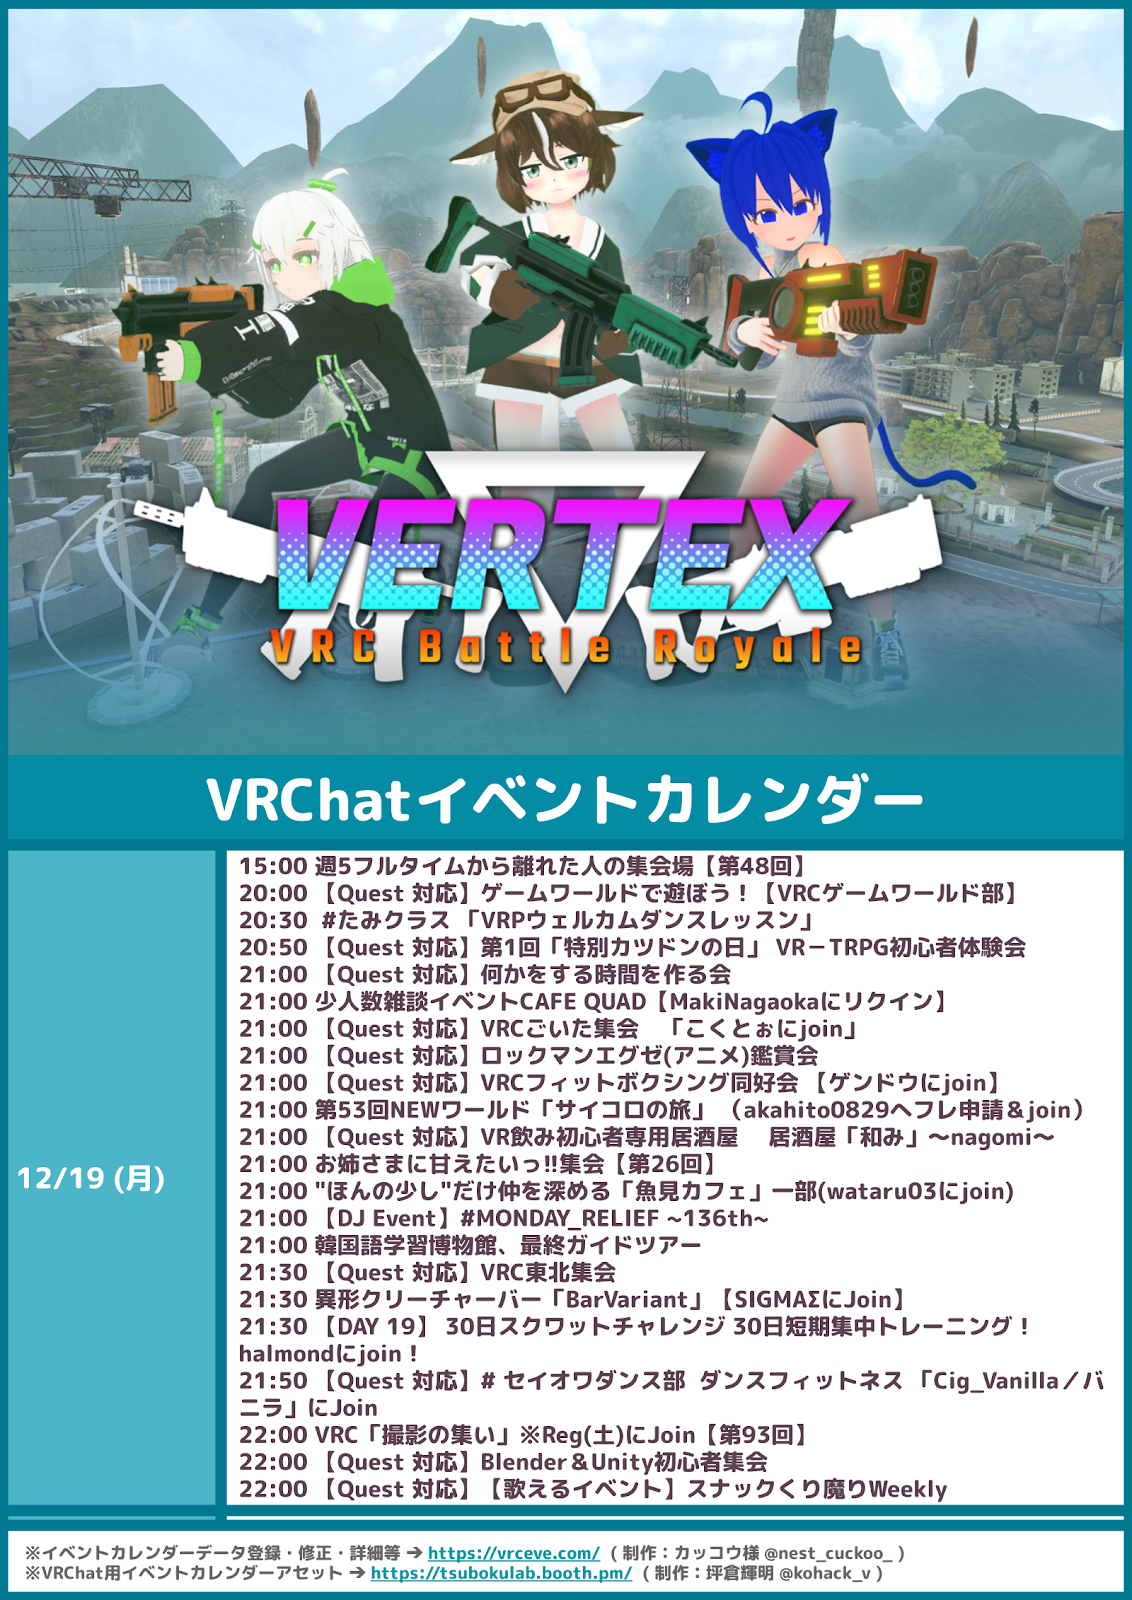 VERTEX
VRC Battle Royale
VRChatイベントカレンダー
12/19 (月)
15:00 週5フルタイムから離れた人の集会場【第48回】
20:00 【Quest 対応】ゲームワールドで遊ぼう！【VRCゲームワールド部】
20:30 #たみクラス 「VRPウェルカムダンスレッスン」
20:50 【Quest 対応】第1回「特別カツドンの日」 VR－TRPG初心者体験会
21:00 【Quest 対応】何かをする時間を作る会
21:00 少人数雑談イベントCAFE QUAD【MakiNagaokaにリクイン】
21:00 【Quest 対応】VRCごいた集会　「こくとぉにjoin」
21:00 【Quest 対応】ロックマンエグゼ(アニメ)鑑賞会
21:00 【Quest 対応】VRCフィットボクシング同好会 【ゲンドウにjoin】
21:00 第53回NEWワールド「サイコロの旅」 （akahito0829へフレ申請＆join）
21:00 【Quest 対応】VR飲み初心者専用居酒屋　居酒屋「和み」～nagomi～
21:00 お姉さまに甘えたいっ!!集会【第26回】
21:00 "ほんの少し"だけ仲を深める「魚見カフェ」一部(wataru03にjoin)
21:00 【DJ Event】#MONDAY_RELIEF ~136th~
21:00 韓国語学習博物館、最終ガイドツアー
21:30 【Quest 対応】VRC東北集会
21:30 異形クリーチャーバー「BarVariant」【SIGMAΣにJoin】
21:30 【DAY 19】 30日スクワットチャレンジ 30日短期集中トレーニング！
halmondにjoin！
21:50 【Quest 対応】# セイオワダンス部 ダンスフィットネス 「Cig_Vanilla／バ
ニラ」にJoin
22:00 VRC「撮影の集い」※Reg(土)にJoin【第93回】
22:00 【Quest 対応】Blender＆Unity初心者集会
22:00 【Quest 対応】【歌えるイベント】スナックくり魔りWeekly
※イベントカレンダーデータ登録・修正・詳細等 → https://vrceve.com/ ( 制作：カッコウ様 @nest_cuckoo_ )
※VRChat用イベントカレンダーアセット → https://tsubokulab.booth.pm/ ( 制作：坪倉輝明 @kohack_v )